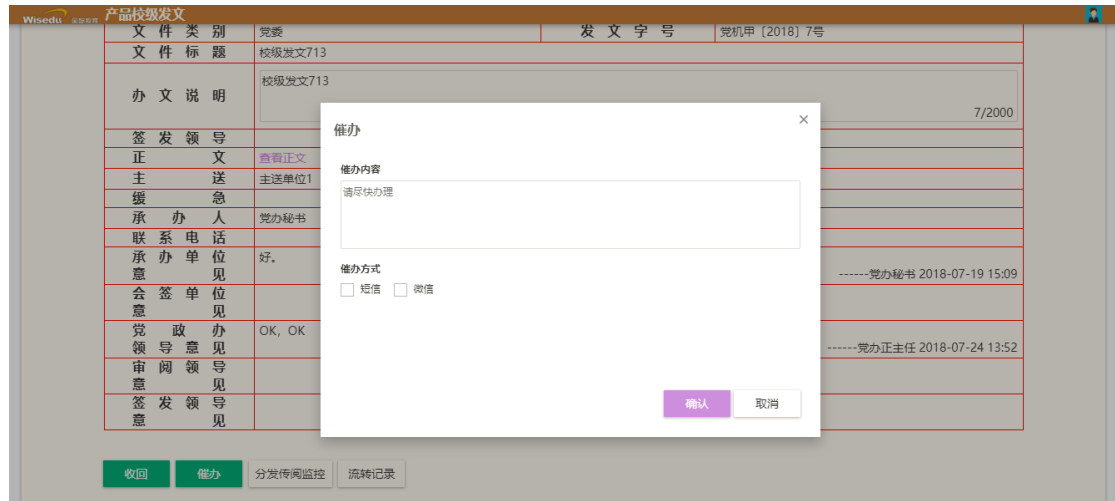 Wisedu 产品校级发文
文件类别 党委 发文字号 党机甲〔2018〕7号
文件标题 校级发文713
办文说明 校级发文713
7/2000
签发领导
正文 查看正文
主送 主送单位1
缓急
承办人 党办秘书
联系电话
承办单位意见 好。
------党办秘书 2018-07-19 15:09
会签单位意见
党政办领导意见 OK, OK
------党办正主任 2018-07-24 13:52
审阅领导意见
签发领导意见
催办 ×
催办内容
请尽快办理
催办方式
短信 微信
确认 取消
收回 催办 分发传阅监控 流转记录